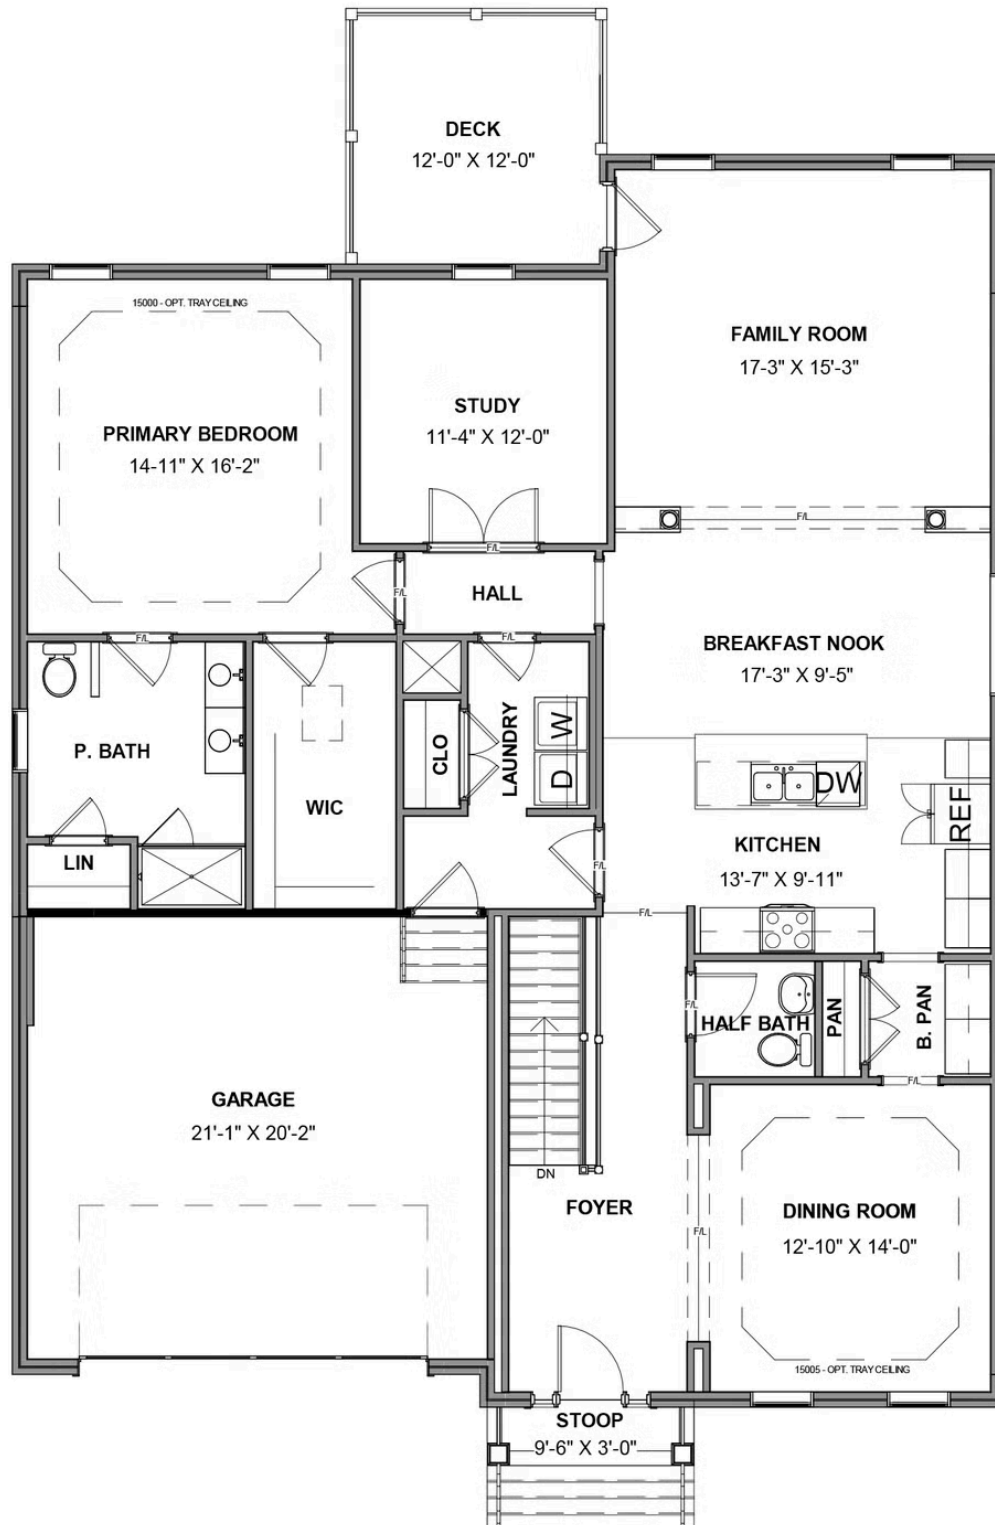 DECK
12'-0" X 12'-0"
15000 - OPT. TRAY CEILING
FAMILY ROOM
17-3" X 15'-3"
STUDY
11'-4" X 12'-0"
PRIMARY BEDROOM
14-11" X 16'-2"
F/L
F/L
F/L
HALL
F/L
F/L
BREAKFAST NOOK
17'-3" X 9'-5"
P. BATH
CLO
LAUNDRY
W
D
WIC
DW
REF
LIN
KITCHEN
13'-7" X 9'-11"
F/L
F/L
F/L
HALF BATH
PAN
B. PAN
F/L
GARAGE
21'-1" X 20'-2"
DN
FOYER
F/L
DINING ROOM
12'-10" X 14'-0"
15005 - OPT. TRAY CEILING
STOOP
9'-6" X 3'-0"